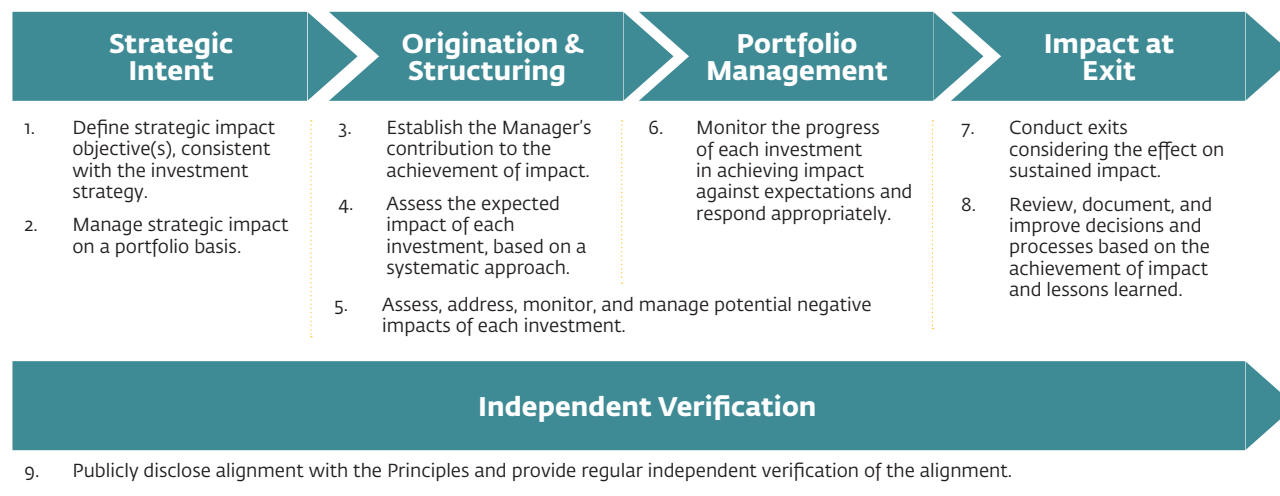 Strategic
Intent
Origination &
Structuring
Portfolio
Management
Impact at
Exit
1. Define strategic impact
objective(s), consistent
with the investment
strategy.
2. Manage strategic impact
on a portfolio basis.
3. Establish the Manager's
contribution to the
achievement of impact.
4. Assess the expected
impact of each
investment, based on a
systematic approach.
5. Assess, address, monitor, and manage potential negative
impacts of each investment.
6. Monitor the progress
of each investment
in achieving impact
against expectations and
respond appropriately.
7. Conduct exits
considering the effect on
sustained impact.
8. Review, document, and
improve decisions and
processes based on the
achievement of impact
and lessons learned.
Independent Verification
9. Publicly disclose alignment with the Principles and provide regular independent verification of the alignment.